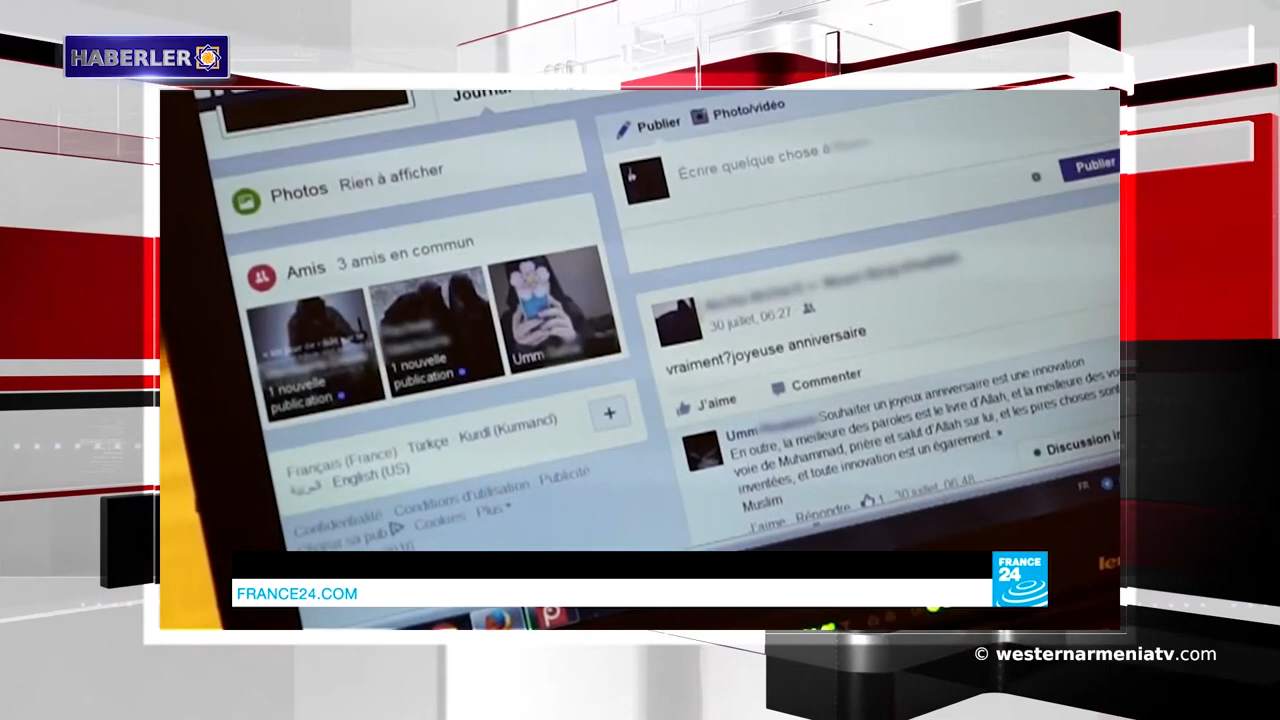 HABERLER
Journal
Publier Photo/vidéo
Écrire quelque chose à
Publier
Photos Rien à afficher
Amis 3 amis en commun
1 nouvelle
publication
1 nouvelle
publication
Umm
30 juillet, 06:27
vraiment?joyeuse anniversaire
J'aime Commenter
Umm Souhaiter un joyeux anniversaire est une innovation
En outre, la meilleure des paroles est le livre d'Allah, et la meilleure des
voie de Muhammad, prière et salut d'Allah sur lui, et les pires choses sont
inventées, et toute innovation est un égarement. »
Muslim
J'aime Répondre 1 30 juillet, 06:48
Discussion
Français (France) Türkçe Kurdî (Kurmancî)
العربية English (US)
Confidentialité Conditions d'utilisation Publicité
Choisir sa pub Cookies Plus
FR
FRANCE
24
FRANCE24.COM
© westernarmeniatv.com